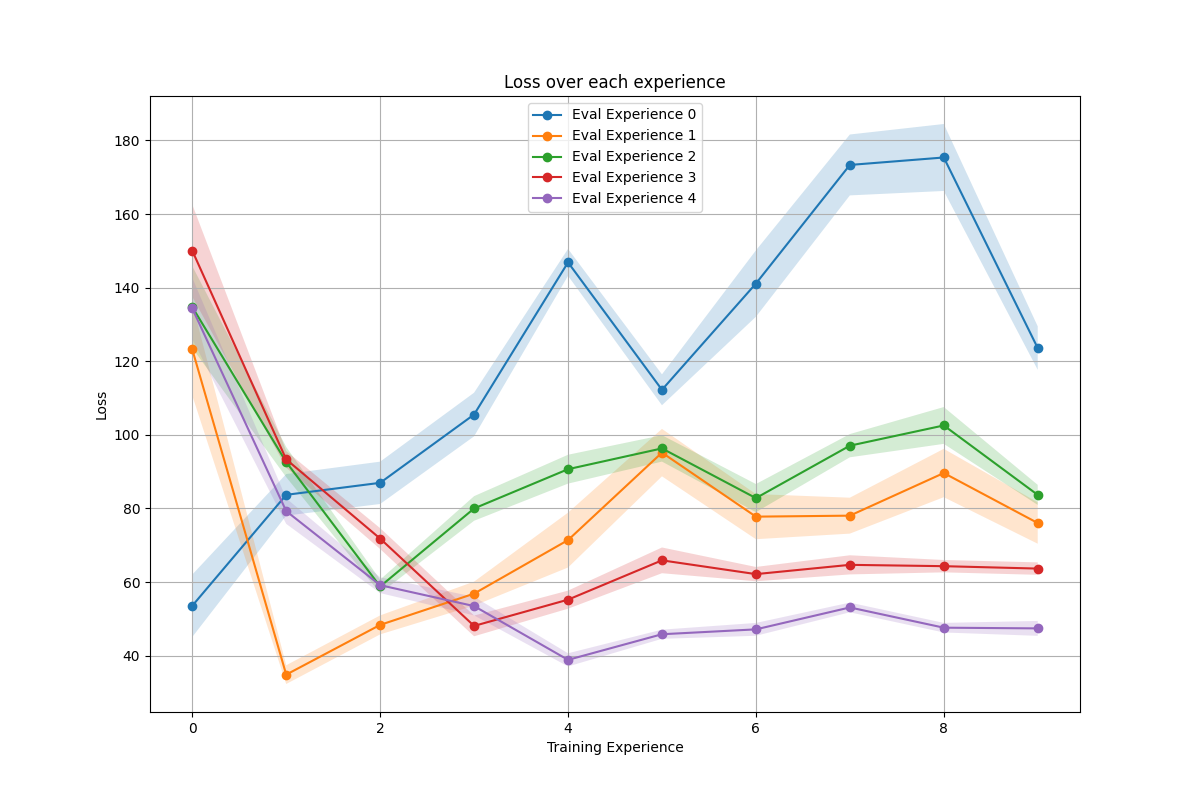 Loss over each experience
Eval Experience 0
Eval Experience 1
Eval Experience 2
Eval Experience 3
Eval Experience 4
180
160
140
120
100
80
60
40
Loss
0 2 4 6 8
Training Experience